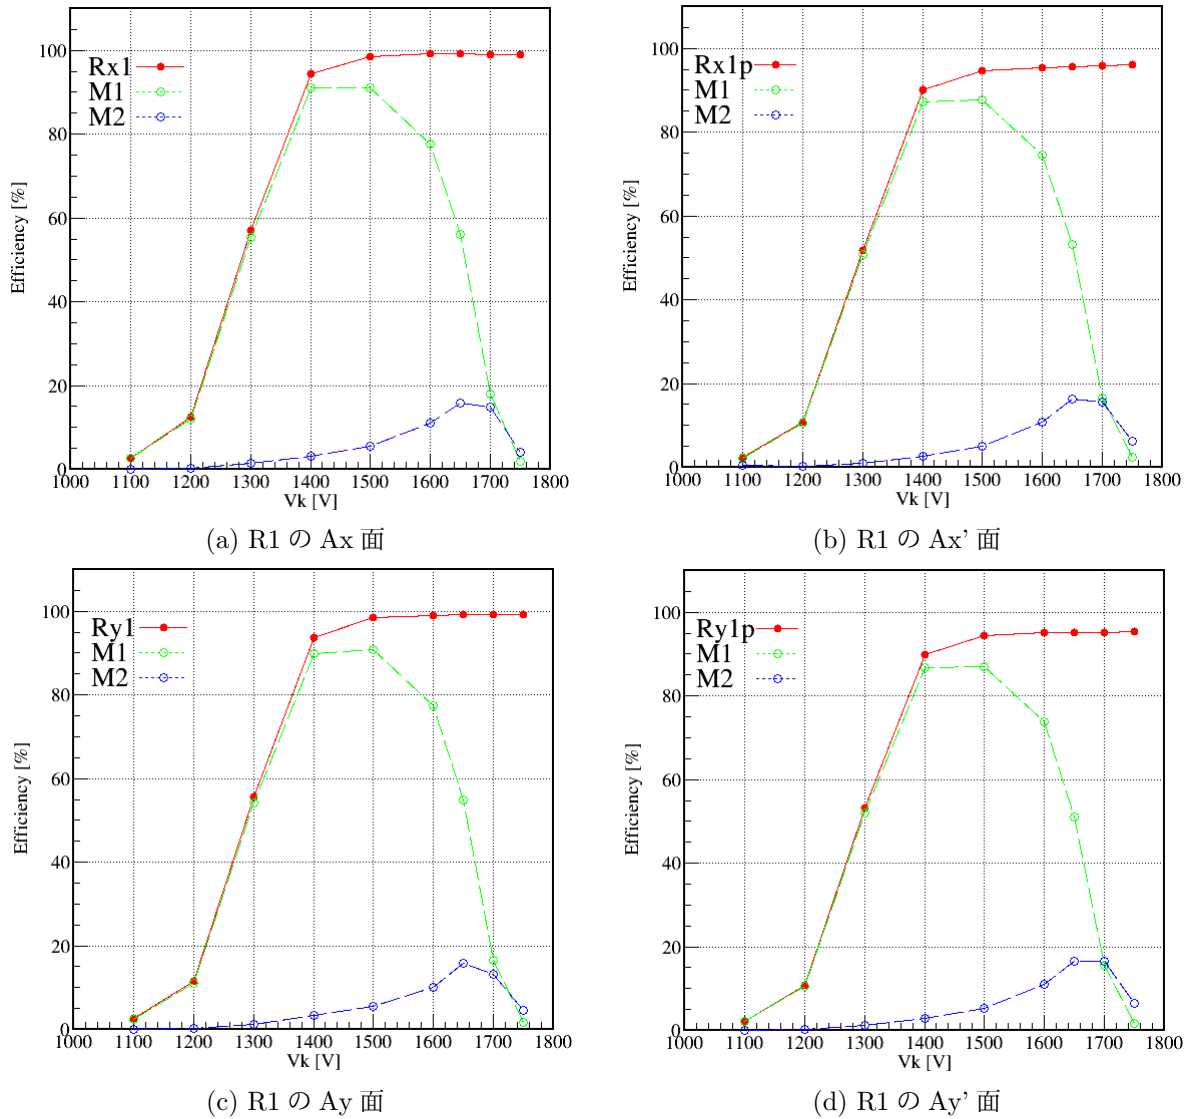 100
80
60
40
20
0
Efficiency [%]
Rx1
M1
M2
1000 1100 1200 1300 1400 1500 1600 1700 1800
Vk [V]
(a) R1 の Ax 面
100
80
60
40
20
0
Efficiency [%]
Rx1p
M1
M2
1000 1100 1200 1300 1400 1500 1600 1700 1800
Vk [V]
(b) R1 の Ax’ 面
100
80
60
40
20
0
Efficiency [%]
Ry1
M1
M2
1000 1100 1200 1300 1400 1500 1600 1700 1800
Vk [V]
(c) R1 の Ay 面
100
80
60
40
20
0
Efficiency [%]
Ry1p
M1
M2
1000 1100 1200 1300 1400 1500 1600 1700 1800
Vk [V]
(d) R1 の Ay’ 面